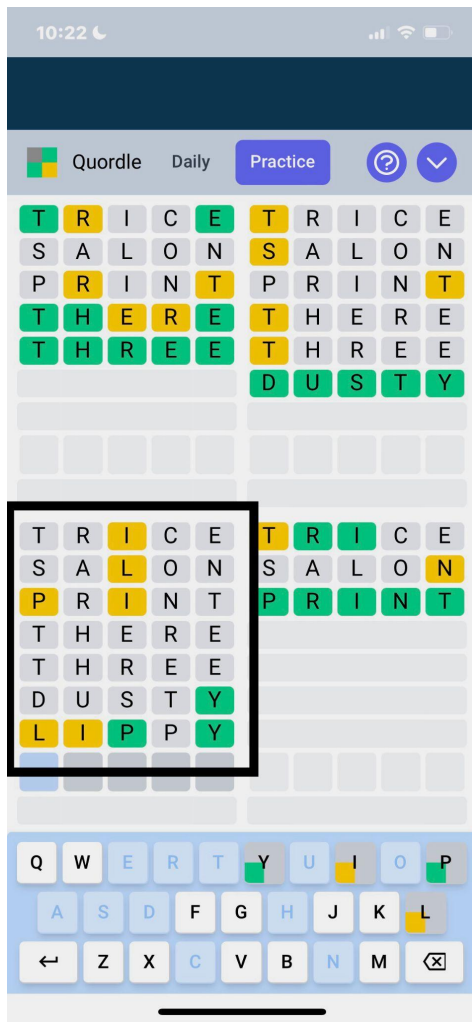 10:22
Quordle Daily Practice ?
T R I C E T R I C E
S A L O N S A L O N
P R I N T P R I N T
T H E R E T H E R E
T H R E E T H R E E
D U S T Y
T R I C E T R I C E
S A L O N S A L O N
P R I N T P R I N T
T H E R E
T H R E E
D U S T Y
L I P P Y
Q W E R T Y U I O P
A S D F G H J K L
Z X C V B N M